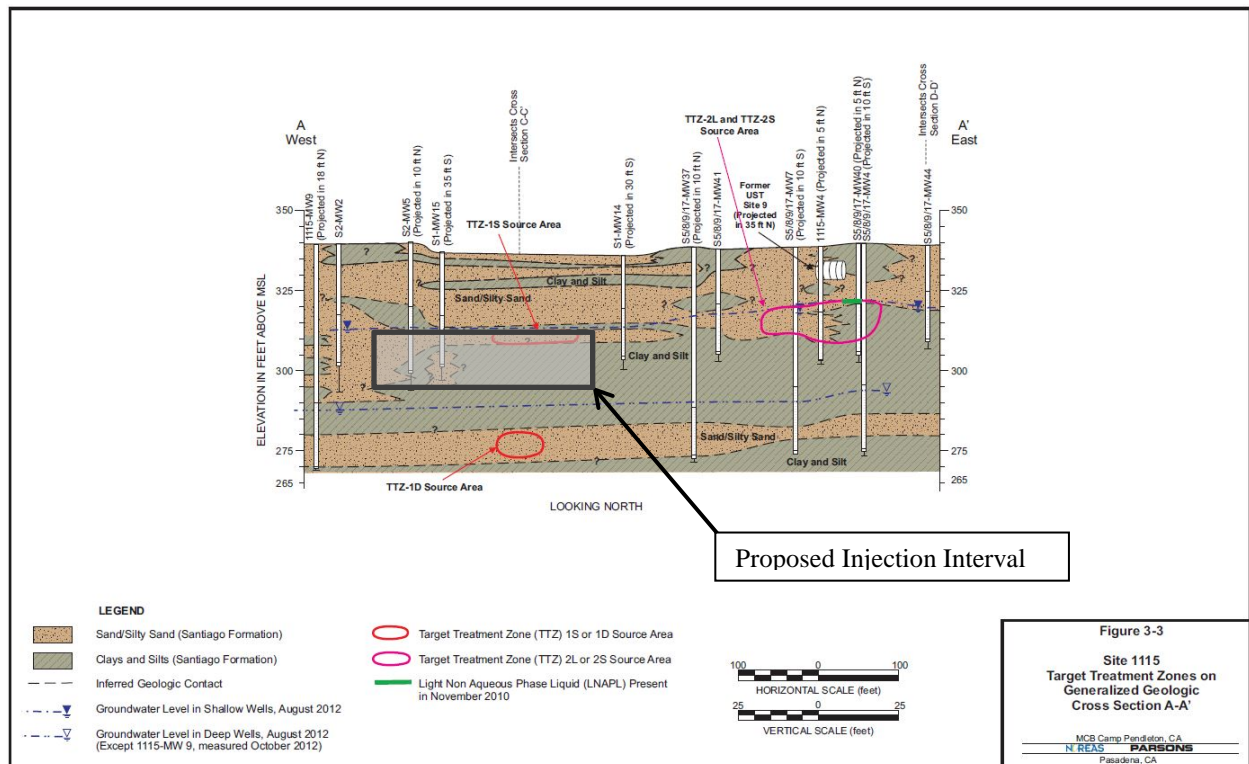 A
West
1115-MW9
(Projected in 18 ft N)
S2-MW2
S2-MW5
(Projected in 10 ft N)
S1-MW15
(Projected in 35 ft S)
Intersects Cross
Section C-C'
TTZ-1S Source Area
S1-MW14
(Projected in 30 ft S)
S5/8/9/17-MW37
(Projected in 10 ft N)
S5/8/9/17-MW41
TTZ-2L and TTZ-2S
Source Area
Former
UST
Site 9
(Projected
in 35 ft N)
S5/8/9/17-MW7
(Projected in 10 ft S)
1115-MW4 (Projected in 5 ft N)
S5/8/9/17-MW40 (Projected in 5 ft N)
S5/8/9/17-MW4 (Projected in 10 ft S)
Intersects Cross
Section D-D'
S5/8/9/17-MW44
A'
East
ELEVATION IN FEET ABOVE MSL
350
340
325
300
275
265
350
340
325
300
275
265
Clay and Silt
Sand/Silty Sand
Clay and Silt
Sand/Silty Sand
Clay and Silt
? ? ? ? ? ? ? ? ? ? ? ? ?
TTZ-1D Source Area
LOOKING NORTH
Proposed Injection Interval
LEGEND
Sand/Silty Sand (Santiago Formation)
Clays and Silts (Santiago Formation)
Inferred Geologic Contact
Groundwater Level in Shallow Wells, August 2012
Groundwater Level in Deep Wells, August 2012
(Except 1115-MW 9, measured October 2012)
Target Treatment Zone (TTZ) 1S or 1D Source Area
Target Treatment Zone (TTZ) 2L or 2S Source Area
Light Non Aqueous Phase Liquid (LNAPL) Present
in November 2010
100 0 100
HORIZONTAL SCALE (feet)
25 0 25
VERTICAL SCALE (feet)
Figure 3-3
Site 1115
Target Treatment Zones on
Generalized Geologic
Cross Section A-A'
MCB Camp Pendleton, CA
NOREAS PARSONS
Pasadena, CA